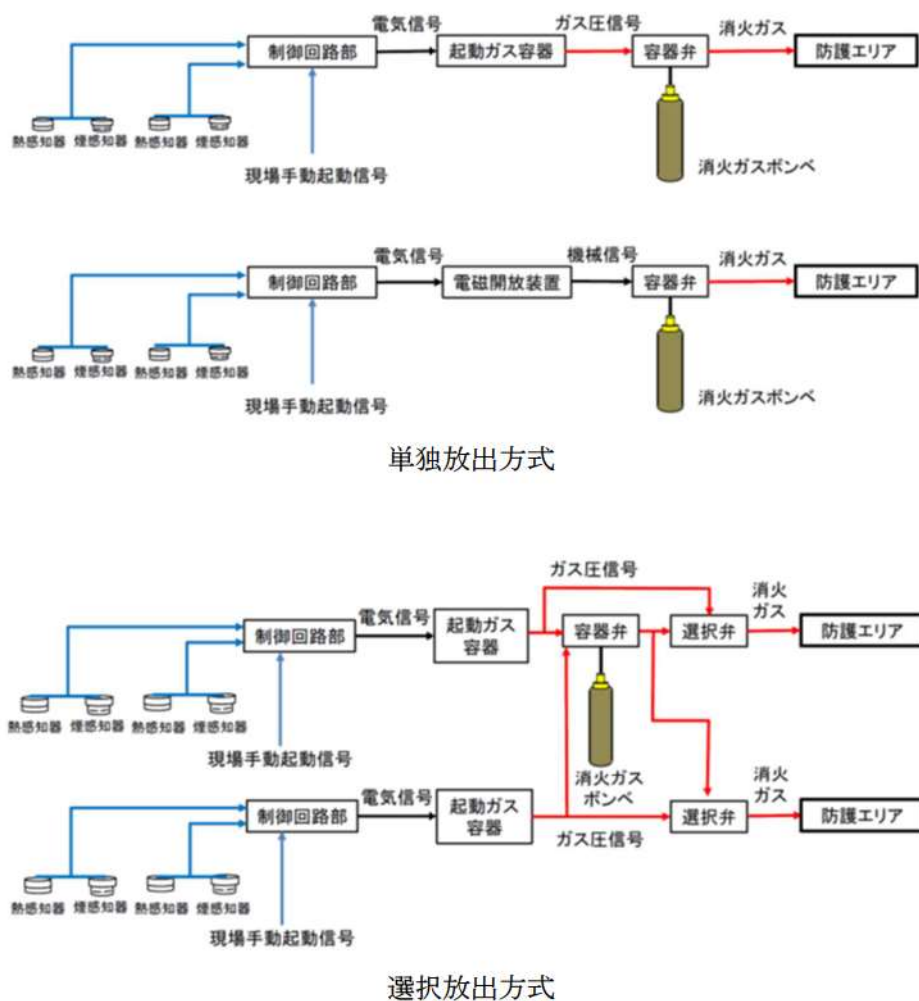 電気信号
ガス圧信号
消火ガス
制御回路部
起動ガス容器
容器弁
防護エリア
熱感知器
煙感知器
熱感知器
煙感知器
現場手動起動信号
消火ガスボンベ
電気信号
機械信号
消火ガス
制御回路部
電磁開放装置
容器弁
防護エリア
熱感知器
煙感知器
熱感知器
煙感知器
現場手動起動信号
消火ガスボンベ
単独放出方式
ガス圧信号
消火
ガス
電気信号
制御回路部
起動ガス
容器
容器弁
選択弁
防護エリア
熱感知器
煙感知器
熱感知器
煙感知器
現場手動起動信号
消火ガス
ボンベ
電気信号
消火
ガス
制御回路部
起動ガス
容器
ガス圧信号
選択弁
防護エリア
熱感知器
煙感知器
熱感知器
煙感知器
現場手動起動信号
選択放出方式